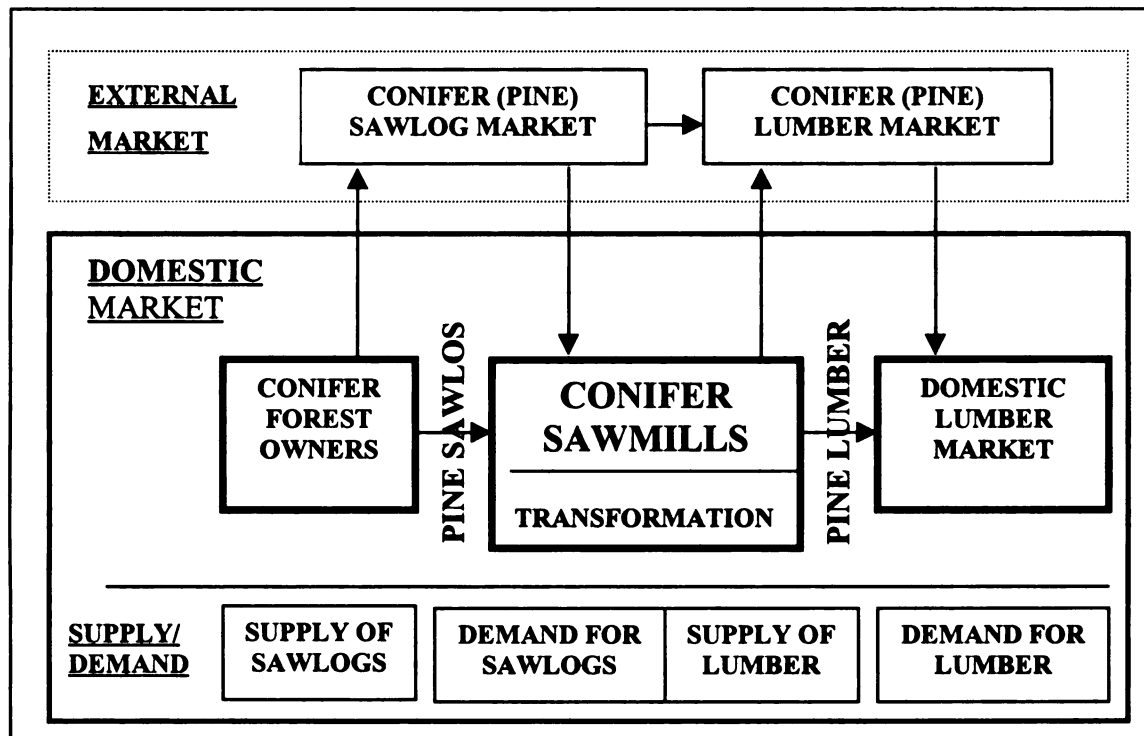 EXTERNAL
MARKET
CONIFER (PINE)
SAWLOG MARKET
CONIFER (PINE)
LUMBER MARKET
DOMESTIC
MARKET
CONIFER
FOREST
OWNERS
PINE SAWLOS
CONIFER
SAWMILLS
TRANSFORMATION
PINE LUMBER
DOMESTIC
LUMBER
MARKET
SUPPLY/
DEMAND
SUPPLY OF
SAWLOGS
DEMAND FOR
SAWLOGS
SUPPLY OF
LUMBER
DEMAND FOR
LUMBER